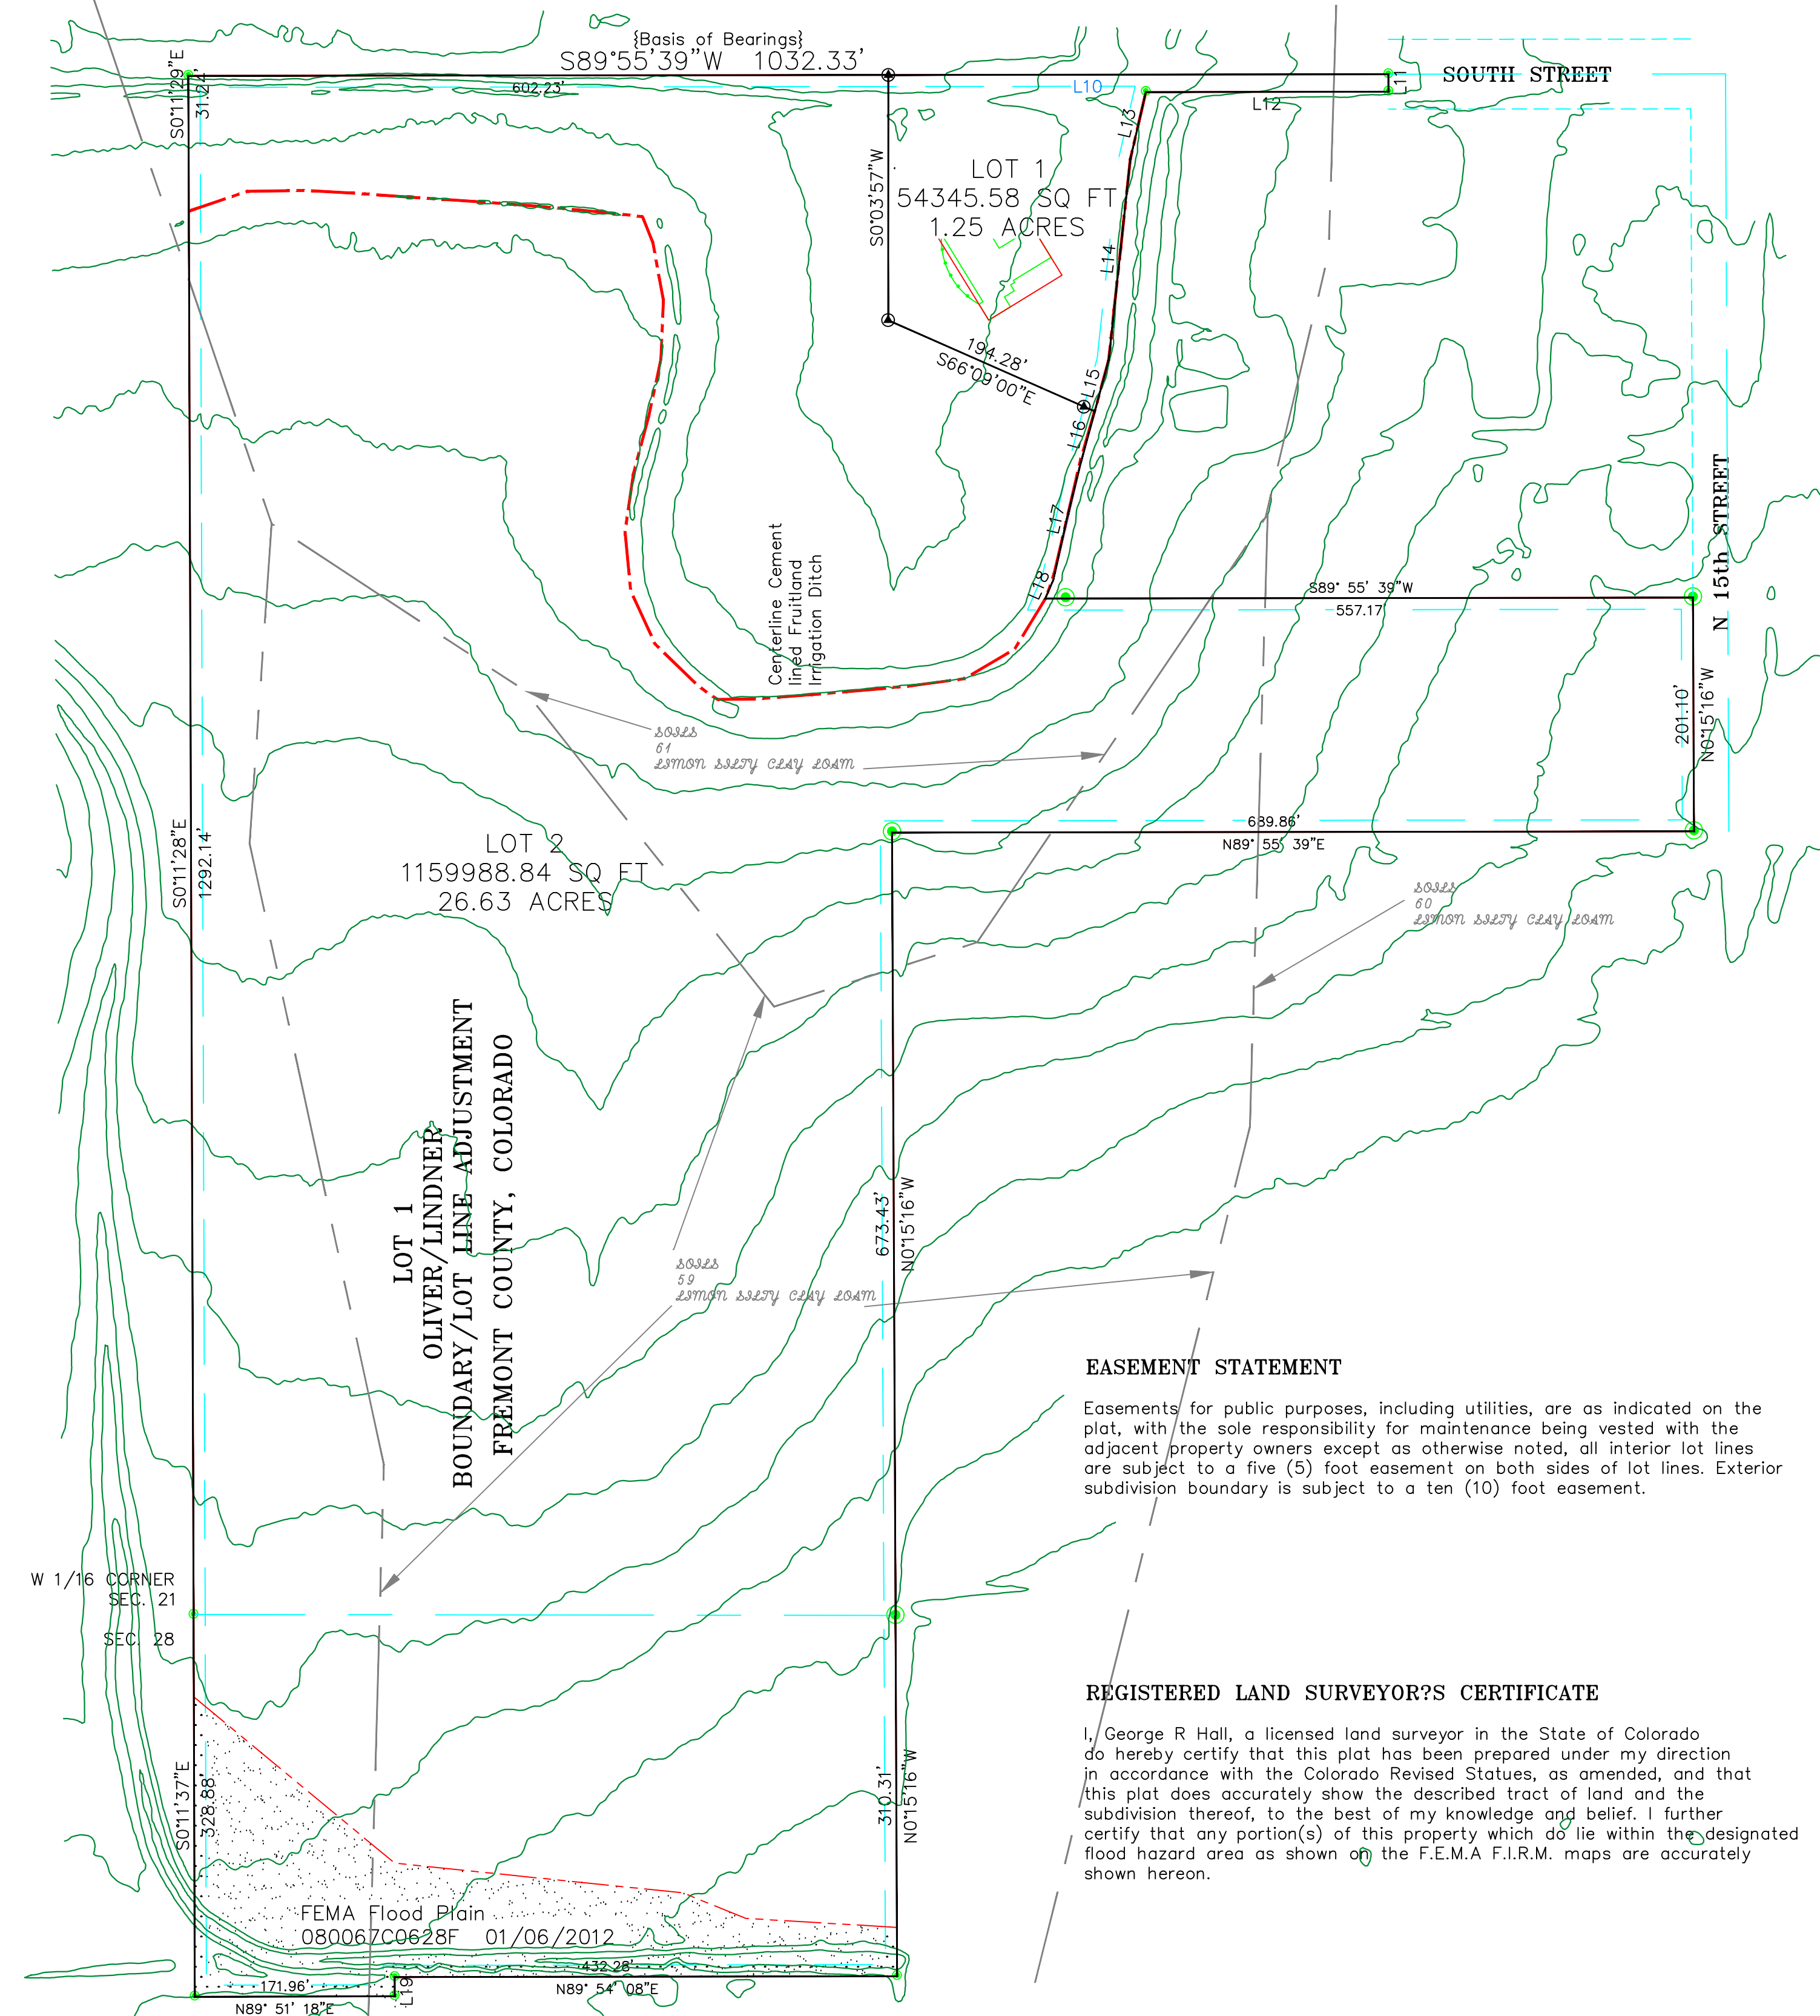 {Basis of Bearings}
S89°55'39"W 1032.33'
602.23'
L10
L11
SOUTH STREET
L12
L13
S0°11'29"E
31.22'
S0°03'57"W
LOT 1
54345.58 SQ FT
1.25 ACRES
L14
194.28'
S66°09'00"E
L15
L16
L17
L18
Centerline Cement
lined Fruitland
Irrigation Ditch
S89° 55' 39"W
557.17'
N 15th STREET
201.10'
N0°15'16"W
SOILS
61
LIMON SILTY CLAY LOAM
639.86'
N89° 55' 39"E
LOT 2
1159988.84 SQ FT
26.63 ACRES
S0°11'28"E
1292.14'
SOILS
60
LIMON SILTY CLAY LOAM
LOT 1
OLIVER/LINDNER
BOUNDARY/LOT LINE ADJUSTMENT
FREMONT COUNTY, COLORADO
673.43'
N0°15'16"W
SOILS
59
LIMON SILTY CLAY LOAM
EASEMENT STATEMENT
Easements for public purposes, including utilities, are as indicated on the
plat, with the sole responsibility for maintenance being vested with the
adjacent property owners except as otherwise noted, all interior lot lines
are subject to a five (5) foot easement on both sides of lot lines. Exterior
subdivision boundary is subject to a ten (10) foot easement.
W 1/16 CORNER
SEC. 21
SEC. 28
REGISTERED LAND SURVEYOR?S CERTIFICATE
I, George R Hall, a licensed land surveyor in the State of Colorado
do hereby certify that this plat has been prepared under my direction
in accordance with the Colorado Revised Statues, as amended, and that
this plat does accurately show the described tract of land and the
subdivision thereof, to the best of my knowledge and belief. I further
certify that any portion(s) of this property which do lie within the designated
flood hazard area as shown on the F.E.M.A F.I.R.M. maps are accurately
shown hereon.
S0°11'37"E
328.88'
310.31'
N0°15'16"W
FEMA Flood Plain
080067C0628F 01/06/2012
432.28'
N89° 54' 08"E
171.96'
N89° 51' 18"E
L19